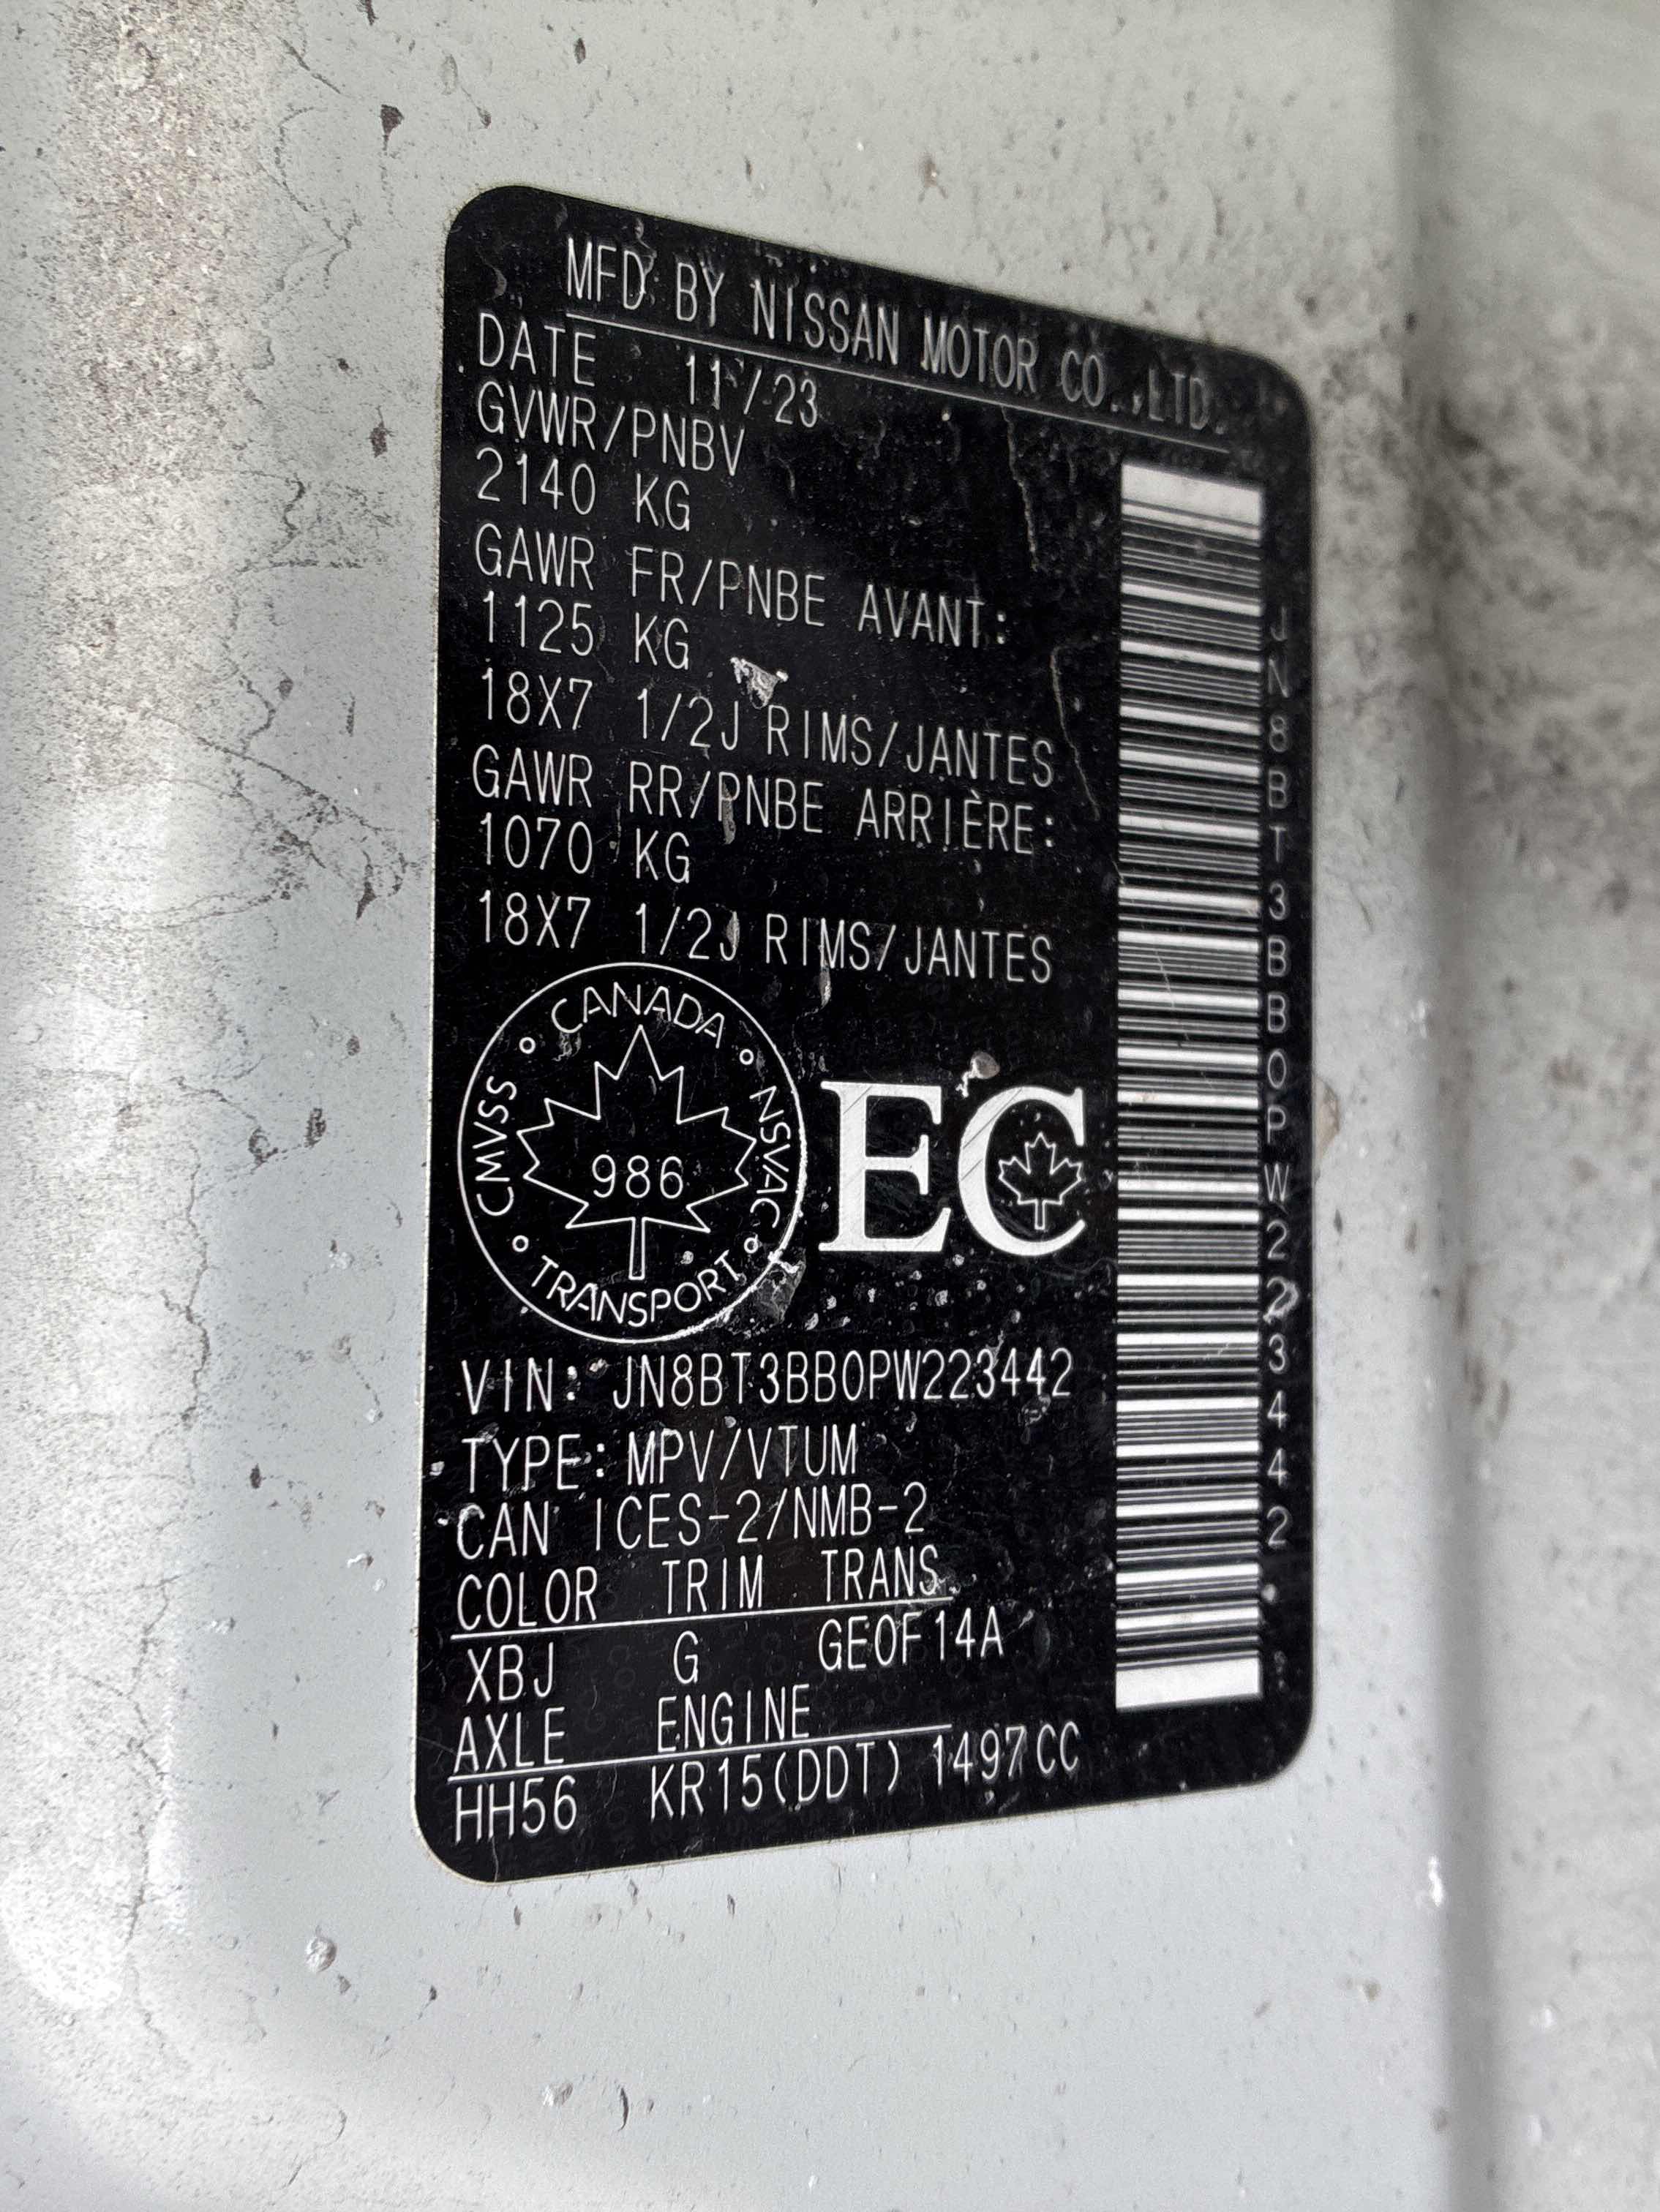 MFD BY NISSAN MOTOR CO.,LTD.
DATE 11/23
GVWR/PNBV
2140 KG
GAWR FR/PNBE AVANT:
1125 KG
18X7 1/2J RIMS/JANTES
GAWR RR/PNBE ARRIÈRE:
1070 KG
18X7 1/2J RIMS/JANTES
CANADA
CMVSS
NSVAC
986
TRANSPORT
EC
VIN: JN8BT3BB0PW223442
TYPE: MPV/VTUM
CAN ICES-2/NMB-2
COLOR TRIM TRANS.
XBJ G GE0F14A
AXLE ENGINE
HH56 KR15(DDT) 1497CC
JN8BT3BB0PW223442